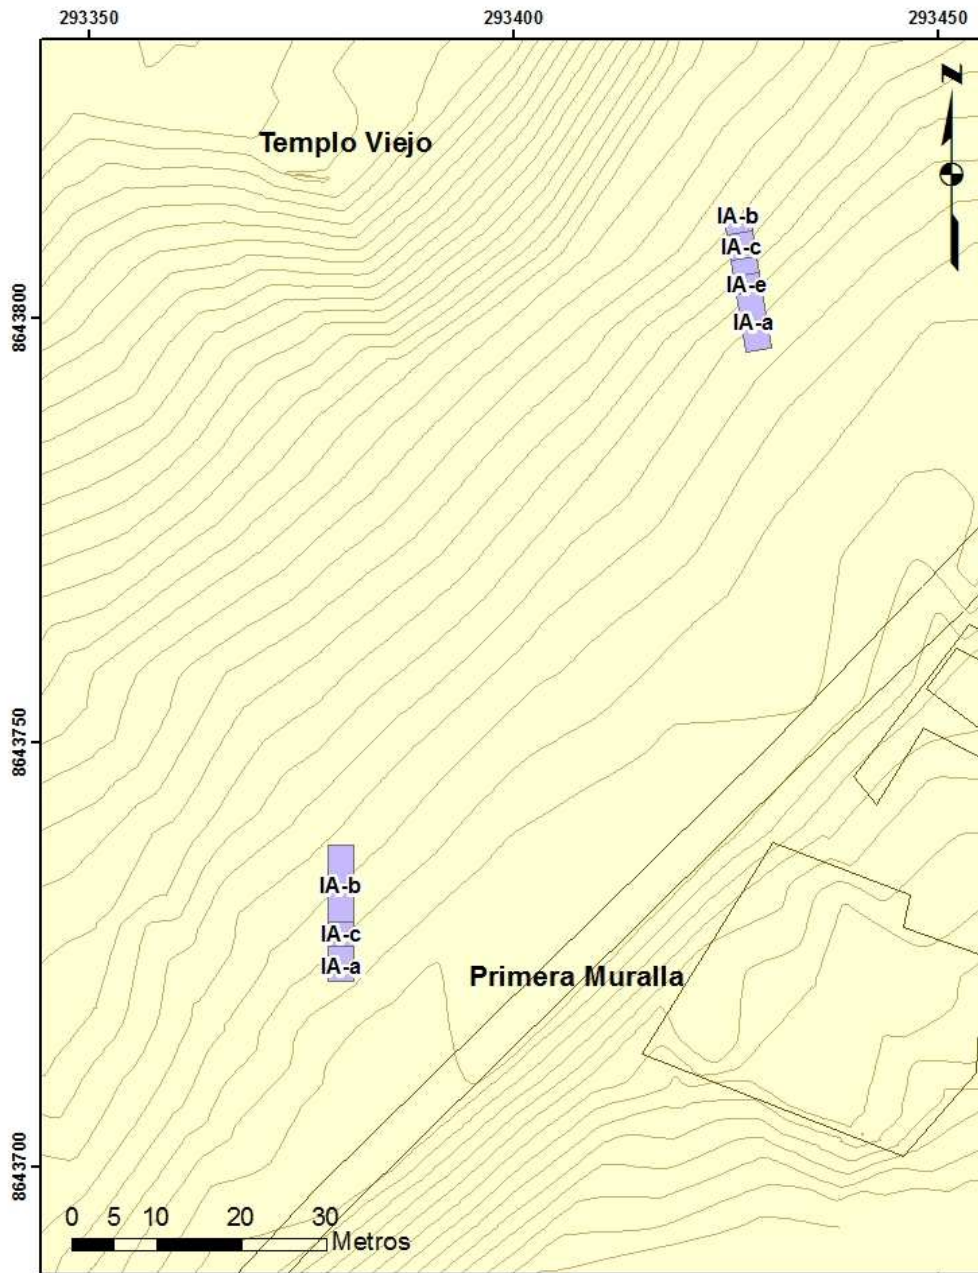 293350 293400 293450
Templo Viejo
N
IA-b
IA-c
IA-e
IA-a
8643800
8643750
IA-b
IA-c
IA-a
Primera Muralla
8643700
0 5 10 20 30
Metros